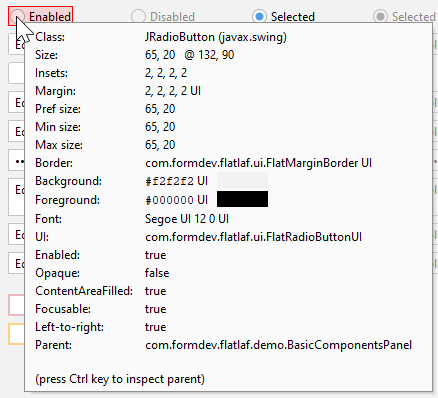 Enabled Disabled Selected Selected
Class: JRadioButton (javax.swing)
Size: 65, 20 @ 132, 90
Insets: 2, 2, 2, 2
Margin: 2, 2, 2, 2 UI
Pref size: 65, 20
Min size: 65, 20
Max size: 65, 20
Border: com.formdev.flatlaf.ui.FlatMarginBorder UI
Background: #f2f2f2 UI
Foreground: #000000 UI
Font: Segoe UI 12 0 UI
UI: com.formdev.flatlaf.ui.FlatRadioButtonUI
Enabled: true
Opaque: false
ContentAreaFilled: true
Focusable: true
Left-to-right: true
Parent: com.formdev.flatlaf.demo.BasicComponentsPanel
(press Ctrl key to inspect parent)